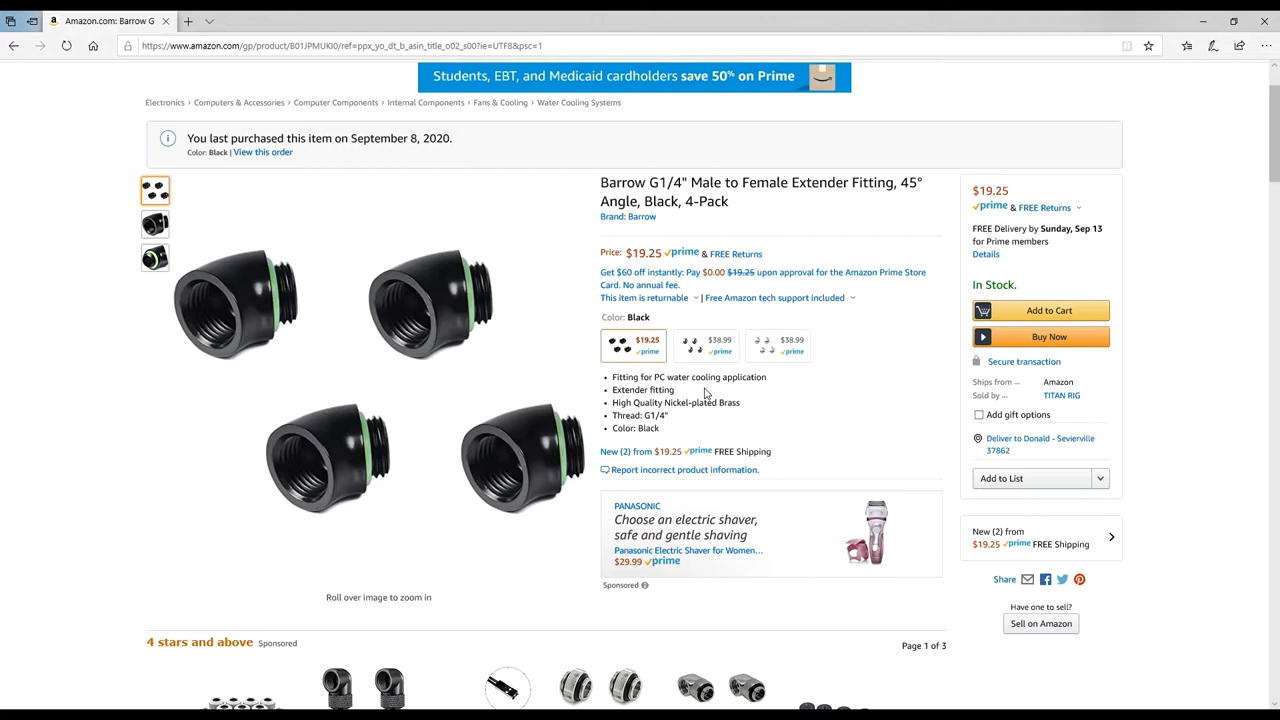 Amazon.com: Barrow G
https://www.amazon.com/gp/product/B01JPMUKI0/ref=ppx_yo_dt_b_asin_title_o02_s00?ie=UTF8&psc=1
Students, EBT, and Medicaid cardholders save 50% on Prime
Electronics › Computers & Accessories › Computer Components › Internal Components › Fans & Cooling › Water Cooling Systems
You last purchased this item on September 8, 2020.
Color: Black | View this order
Barrow G1/4" Male to Female Extender Fitting, 45°
Angle, Black, 4-Pack
Brand: Barrow
Price: $19.25 prime & FREE Returns
Get $60 off instantly: Pay $0.00 $19.25 upon approval for the Amazon Prime Store
Card. No annual fee.
This item is returnable | Free Amazon tech support included
Color: Black
$19.25 prime
$38.99 prime
$38.99 prime
• Fitting for PC water cooling application
• Extender fitting
• High Quality Nickel-plated Brass
• Thread: G1/4"
• Color: Black
New (2) from $19.25 prime FREE Shipping
Report incorrect product information.
PANASONIC
Choose an electric shaver,
safe and gentle shaving
Panasonic Electric Shaver for Women...
$29.99 prime
Sponsored
Roll over image to zoom in
4 stars and above Sponsored
Page 1 of 3
$19.25
prime & FREE Returns
FREE Delivery by Sunday, Sep 13
for Prime members
Details
In Stock.
Add to Cart
Buy Now
Secure transaction
Ships from ... Amazon
Sold by ... TITAN RIG
Add gift options
Deliver to Donald - Sevierville
37862
Add to List
New (2) from
$19.25 prime FREE Shipping
Share
Have one to sell?
Sell on Amazon